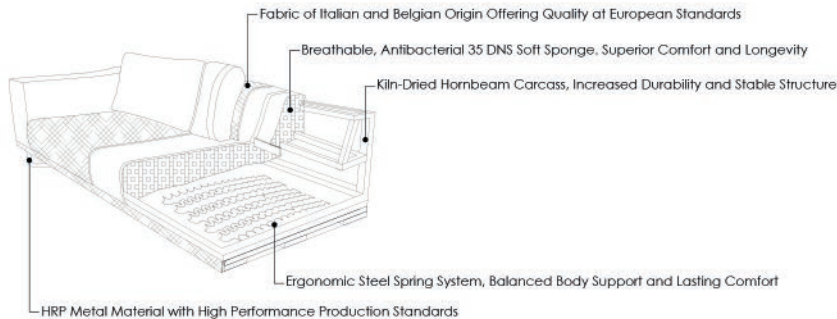 Fabric of Italian and Belgian Origin Offering Quality at European Standards
Breathable, Antibacterial 35 DNS Soft Sponge, Superior Comfort and Longevity
Kiln-Dried Hornbeam Carcass, Increased Durability and Stable Structure
Ergonomic Steel Spring System, Balanced Body Support and Lasting Comfort
HRP Metal Material with High Performance Production Standards